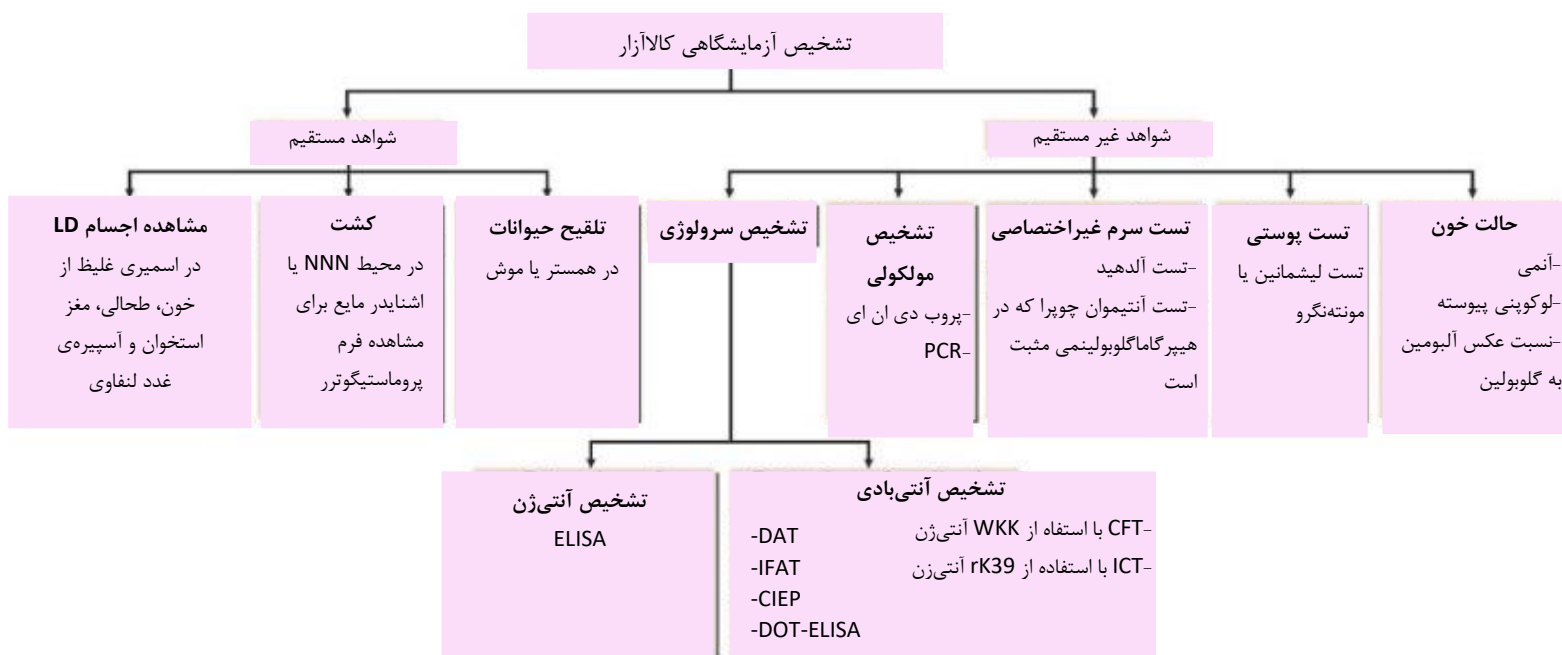 تشخیص آزمایشگاهی کالاآزار
شواهد غیر مستقیم
شواهد مستقیم
حالت خون
-آنمی
-لوکوپنی پیوسته
-نسبت عکس آلبومین
به گلوبولین
تست پوستی
تست لیشمانین یا
مونته‌نگرو
تست سرم غیراختصاصی
-تست آلدهید
-تست آنتیموان چوپرا که در
هیپرگاماگلوبولینمی مثبت
است
تشخیص
مولکولی
-پروب دی ان ای
-PCR
تشخیص سرولوژی
تلقیح حیوانات
در همستر یا موش
کشت
در محیط NNN یا
اشنایدر مایع برای
مشاهده فرم
پروماستیگوترر
مشاهده اجسام LD
در اسمیری غلیظ از
خون، طحالی، مغز
استخوان و آسپیره‌ی
غدد لنفاوی
تشخیص آنتی‌بادی
-CFT با استفاه از WKK آنتی‌ژن
-ICT با استفاده از rK39 آنتی‌زن
-DAT
-IFAT
-CIEP
-DOT-ELISA
تشخیص آنتی‌ژن
ELISA